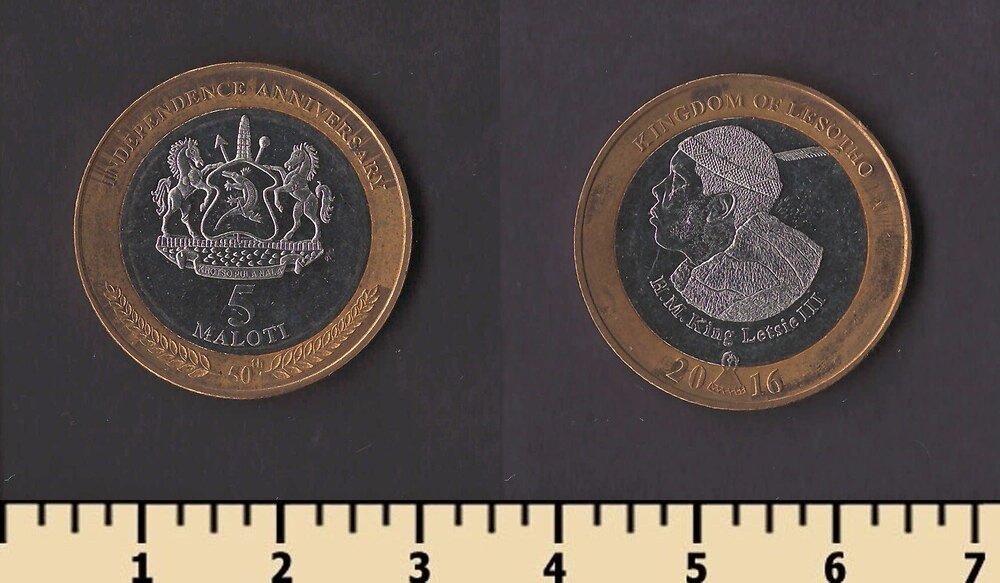 INDEPENDENCE ANNIVERSARY
KHOTSO PULA NALA
5
MALOTI
50th
KINGDOM OF LESOTHO
H.M. King Letsie III
2016
1 2 3 4 5 6 7